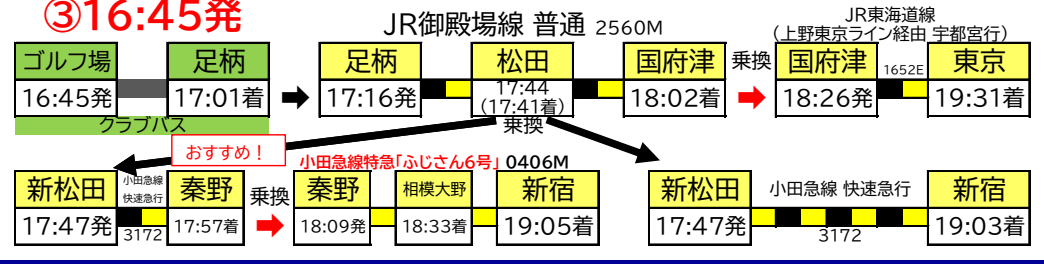 ③16:45発
JR御殿場線 普通 2560M
JR東海道線
(上野東京ライン経由 宇都宮行)
ゴルフ場 足柄 足柄 松田 国府津 乗換 国府津 1652E 東京
16:45発 17:01着 17:16発 17:44 18:02着 18:26発 19:31着
(17:41着)
クラブバス 乗換
おすすめ！
小田急線特急「ふじさん6号」 0406M
新松田 小田急線 秦野 乗換 秦野 相模大野 新宿 新松田 小田急線 快速急行 新宿
快速急行
17:47発 3172 17:57着 18:09発 18:33着 19:05着 17:47発 3172 19:03着